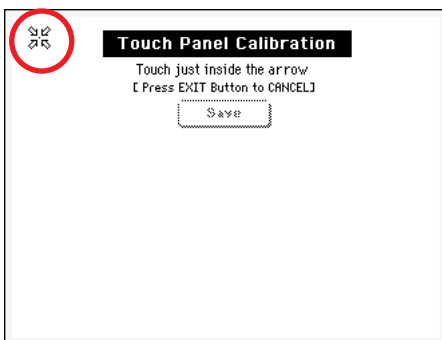 Touch Panel Calibration
Touch just inside the arrow
[ Press EXIT Button to CANCEL]
Save